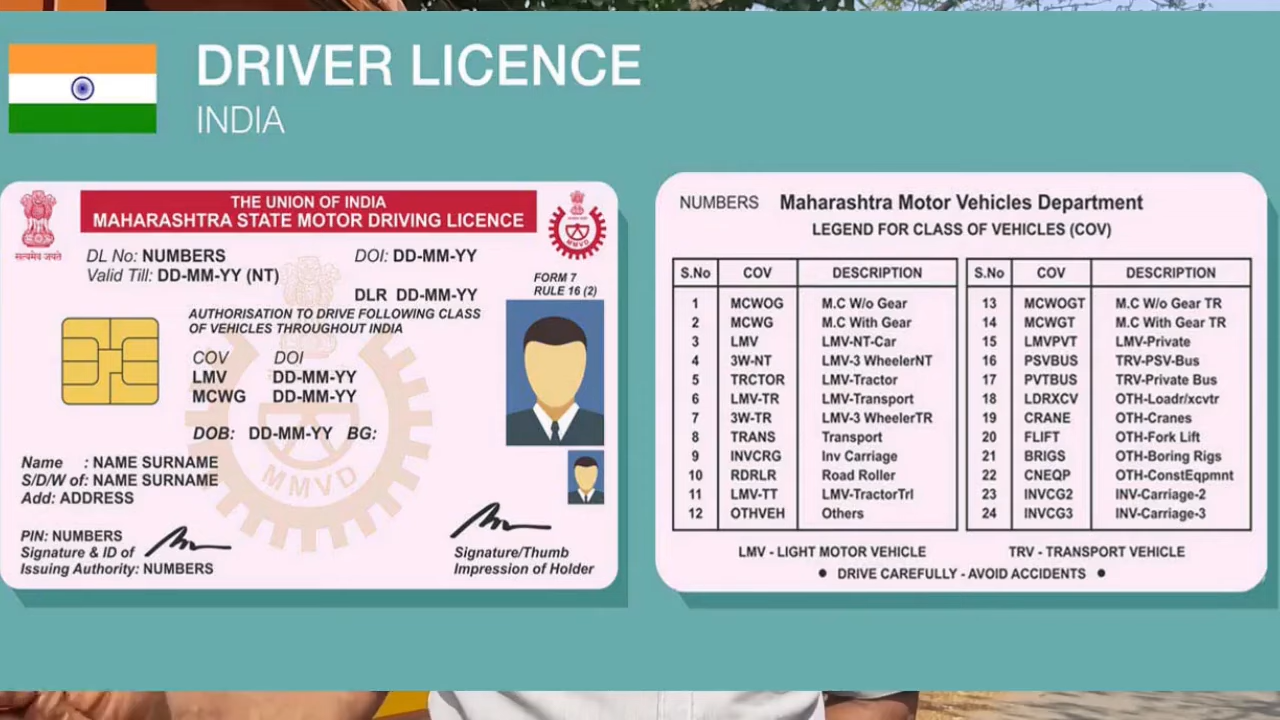 DRIVER LICENCE
INDIA
THE UNION OF INDIA
MAHARASHTRA STATE MOTOR DRIVING LICENCE
सत्यमेव जयते
MMVD
DL No: NUMBERS
DOI: DD-MM-YY
Valid Till: DD-MM-YY (NT)
DLR DD-MM-YY
FORM 7
RULE 16 (2)
AUTHORISATION TO DRIVE FOLLOWING CLASS
OF VEHICLES THROUGHOUT INDIA
COV DOI
LMV DD-MM-YY
MCWG DD-MM-YY
DOB: DD-MM-YY BG:
MMVD
Name : NAME SURNAME
S/D/W of: NAME SURNAME
Add: ADDRESS
PIN: NUMBERS
Signature & ID of
Issuing Authority: NUMBERS
Signature/Thumb
Impression of Holder
NUMBERS Maharashtra Motor Vehicles Department
LEGEND FOR CLASS OF VEHICLES (COV)
S.No COV DESCRIPTION
1 MCWOG M.C W/o Gear
2 MCWG M.C With Gear
3 LMV LMV-NT-Car
4 3W-NT LMV-3 WheelerNT
5 TRCTOR LMV-Tractor
6 LMV-TR LMV-Transport
7 3W-TR LMV-3 WheelerTR
8 TRANS Transport
9 INVCRG Inv Carriage
10 RDRLR Road Roller
11 LMV-TT LMV-TractorTrl
12 OTHVEH Others
S.No COV DESCRIPTION
13 MCWOGT M.C W/o Gear TR
14 MCWGT M.C With Gear TR
15 LMVPVT LMV-Private
16 PSVBUS TRV-PSV-Bus
17 PVTBUS TRV-Private Bus
18 LDRXCV OTH-Loadr/xcvtr
19 CRANE OTH-Cranes
20 FLIFT OTH-Fork Lift
21 BRIGS OTH-Boring Rigs
22 CNEQP OTH-ConstEqpmnt
23 INVCG2 INV-Carriage-2
24 INVCG3 INV-Carriage-3
LMV - LIGHT MOTOR VEHICLE TRV - TRANSPORT VEHICLE
• DRIVE CAREFULLY - AVOID ACCIDENTS •